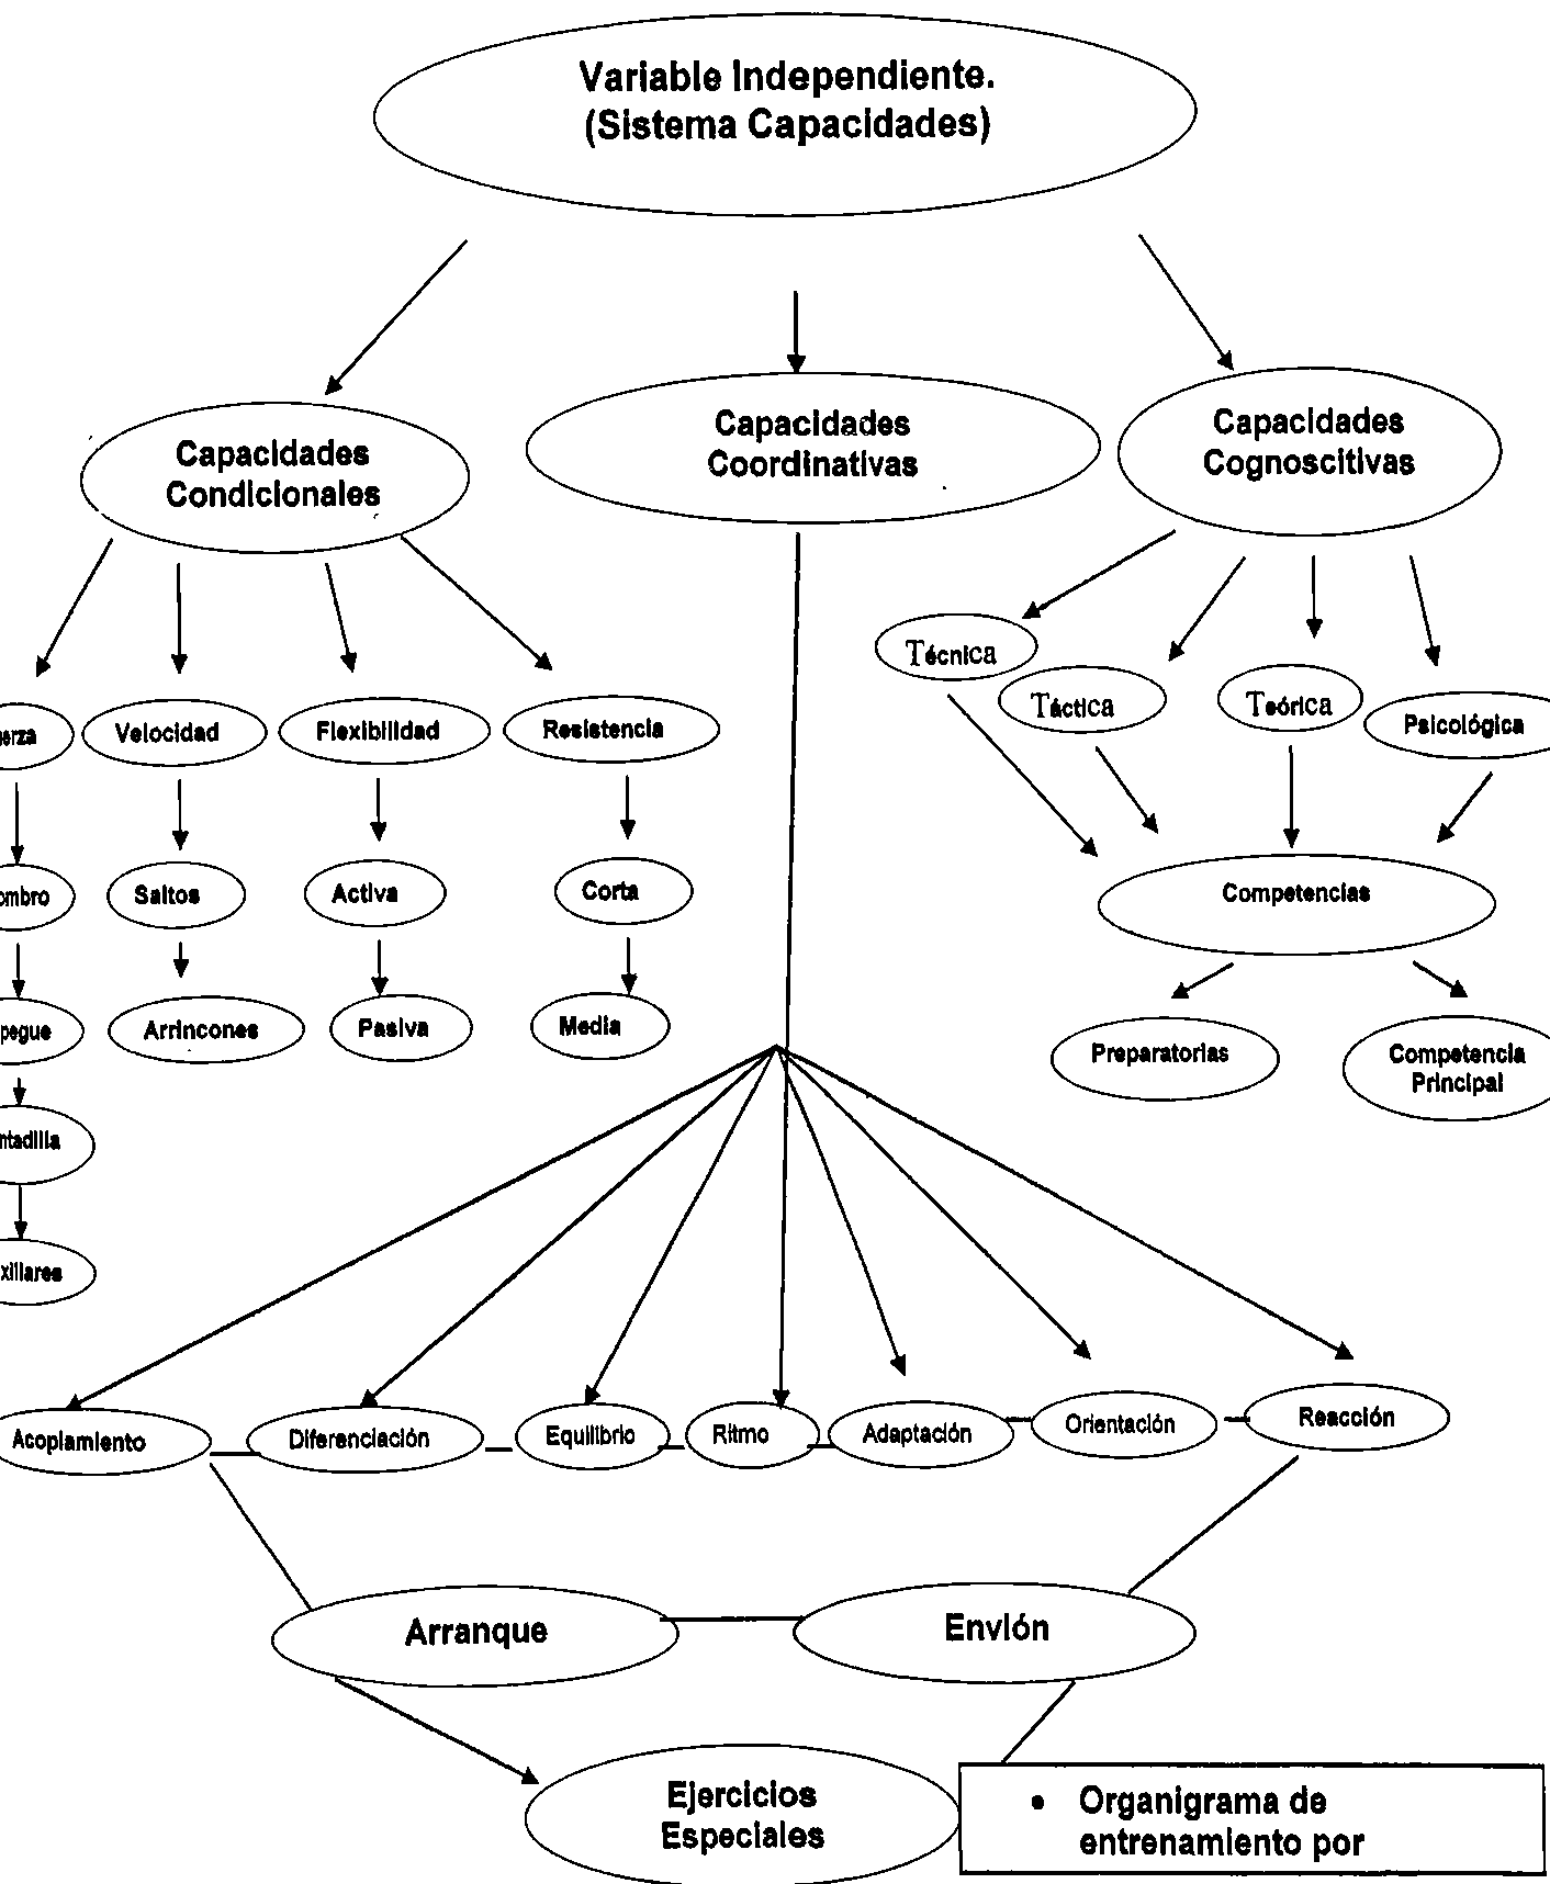 Variable Independiente.
(Sistema Capacidades)
Capacidades
Condicionales
Capacidades
Coordinativas
Capacidades
Cognoscitivas
Técnica
Táctica
Teórica
Psicológica
Velocidad
Flexibilidad
Resistencia
Saltos
Activa
Corta
Competencias
Arrincones
Pasiva
Media
Preparatorias
Competencia
Principal
Acoplamiento
Diferenciación
Equilibrio
Ritmo
Adaptación
Orientación
Reacción
Arranque
Envión
Ejercicios
Especiales
• Organigrama de
entrenamiento por